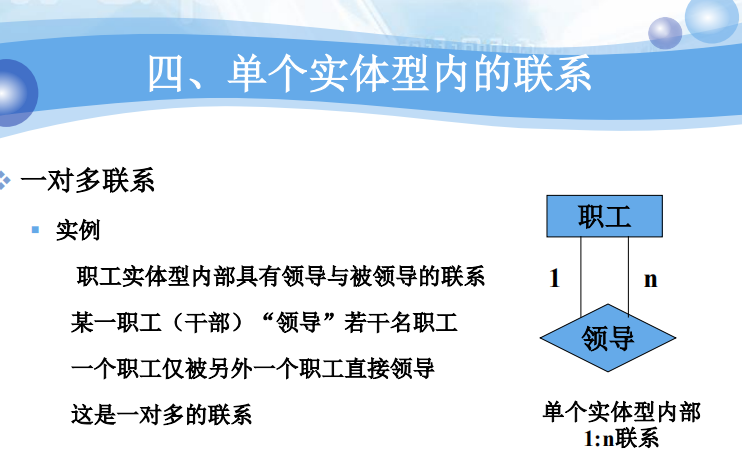 四、单个实体型内的联系
一对多联系
实例
职工实体型内部具有领导与被领导的联系
某一职工（干部）“领导”若干名职工
一个职工仅被另外一个职工直接领导
这是一对多的联系
职工
1 n
领导
单个实体型内部
1:n联系